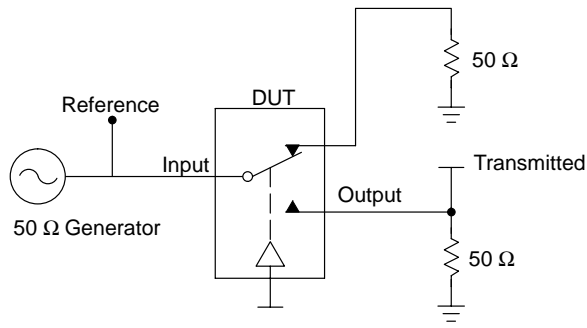 50 Ω
DUT
Reference
Input
Transmitted
Output
50 Ω Generator
50 Ω